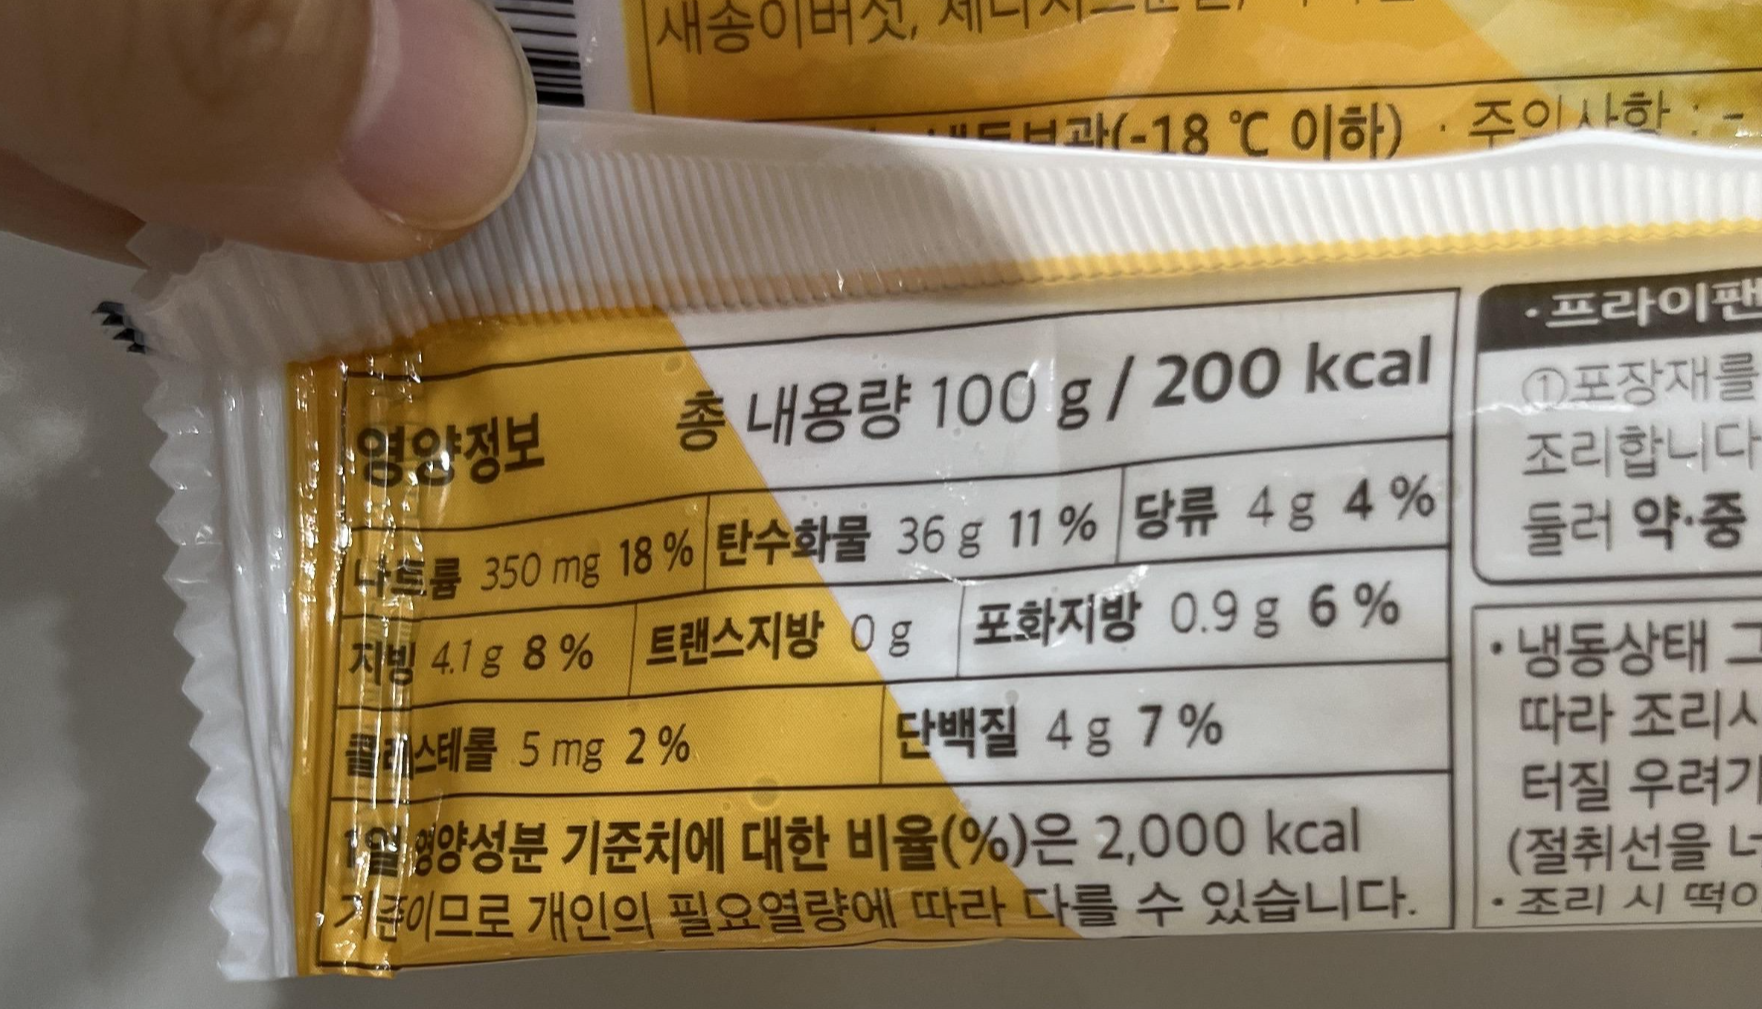 새송이버섯,
(-18 ℃ 이하) · 주의사항 : -
영양정보 총 내용량 100 g / 200 kcal
나트륨 350 mg 18 % 탄수화물 36 g 11 % 당류 4 g 4 %
지방 4.1 g 8 % 트랜스지방 0 g 포화지방 0.9 g 6 %
콜레스테롤 5 mg 2 % 단백질 4 g 7 %
1일 영양성분 기준치에 대한 비율(%)은 2,000 kcal
기준이므로 개인의 필요열량에 따라 다를 수 있습니다.
· 프라이팬
①포장재를
조리합니다
둘러 약·중
• 냉동상태 그
따라 조리시
터질 우려가
(절취선을 너
• 조리 시 떡이